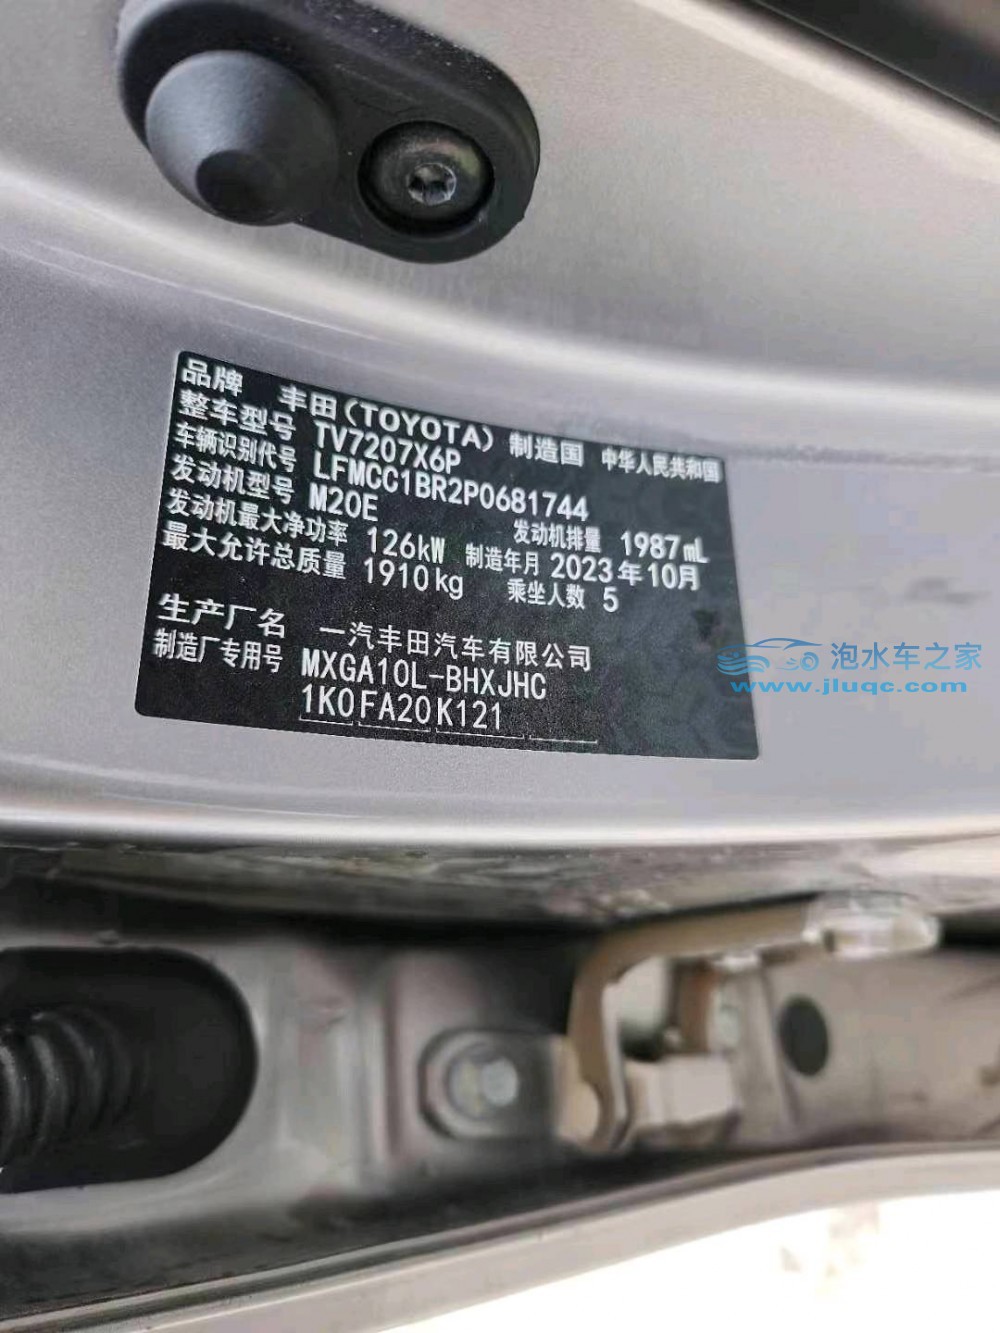 品牌 丰田(TOYOTA) 制造国 中华人民共和国
整车型号 TV7207X6P
车辆识别代号 LFMCC1BR2P0681744
发动机型号 M20E 发动机排量 1987mL
发动机最大净功率 126kW 制造年月 2023年10月
最大允许总质量 1910kg 乘坐人数 5
生产厂名 一汽丰田汽车有限公司
制造厂专用号 MXGA10L-BHXJHC
1K0FA20K121
泡水车之家
www.jluqc.com